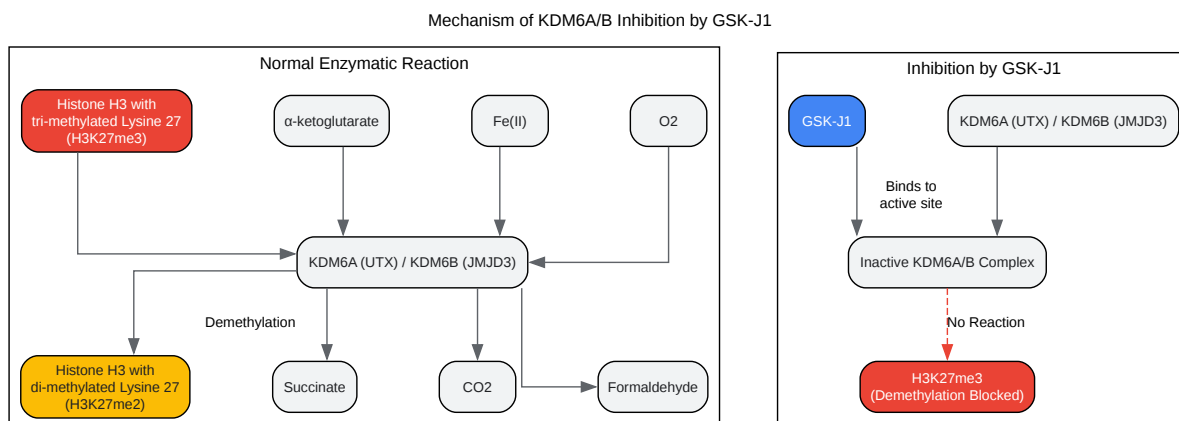 Mechanism of KDM6A/B Inhibition by GSK-J1
Normal Enzymatic Reaction
Histone H3 with
tri-methylated Lysine 27
(H3K27me3)
α-ketoglutarate
Fe(II)
O2
KDM6A (UTX) / KDM6B (JMJD3)
Demethylation
Histone H3 with
di-methylated Lysine 27
(H3K27me2)
Succinate
CO2
Formaldehyde
Inhibition by GSK-J1
GSK-J1
KDM6A (UTX) / KDM6B (JMJD3)
Binds to
active site
Inactive KDM6A/B Complex
No Reaction
H3K27me3
(Demethylation Blocked)